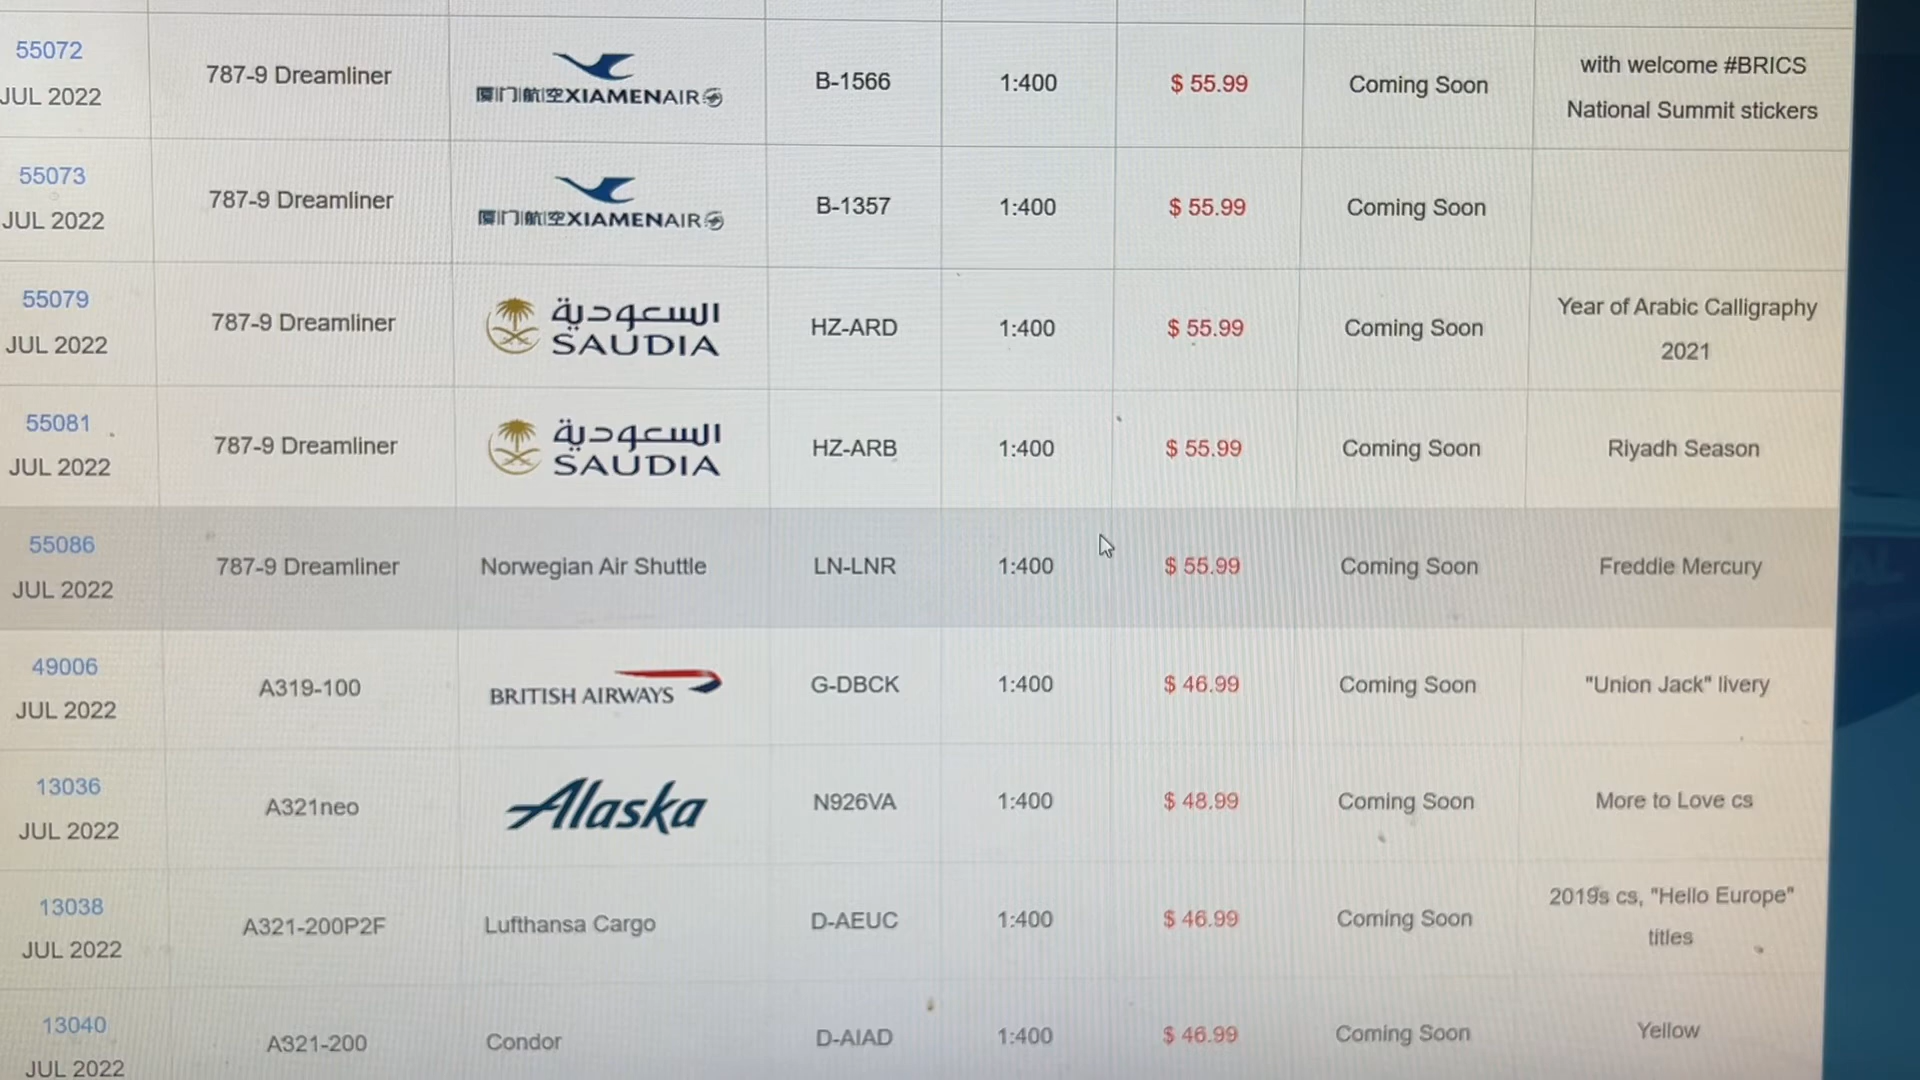 55072
JUL 2022
787-9 Dreamliner
厦门航空XIAMENAIR
B-1566
1:400
$ 55.99
Coming Soon
with welcome #BRICS
National Summit stickers
55073
JUL 2022
787-9 Dreamliner
厦门航空XIAMENAIR
B-1357
1:400
$ 55.99
Coming Soon
55079
JUL 2022
787-9 Dreamliner
السعودية
SAUDIA
HZ-ARD
1:400
$ 55.99
Coming Soon
Year of Arabic Calligraphy
2021
55081
JUL 2022
787-9 Dreamliner
السعودية
SAUDIA
HZ-ARB
1:400
$ 55.99
Coming Soon
Riyadh Season
55086
JUL 2022
787-9 Dreamliner
Norwegian Air Shuttle
LN-LNR
1:400
$ 55.99
Coming Soon
Freddie Mercury
49006
JUL 2022
A319-100
BRITISH AIRWAYS
G-DBCK
1:400
$ 46.99
Coming Soon
"Union Jack" livery
13036
JUL 2022
A321neo
Alaska
N926VA
1:400
$ 48.99
Coming Soon
More to Love cs
13038
JUL 2022
A321-200P2F
Lufthansa Cargo
D-AEUC
1:400
$ 46.99
Coming Soon
2019s cs, "Hello Europe"
titles
13040
JUL 2022
A321-200
Condor
D-AIAD
1:400
$ 46.99
Coming Soon
Yellow